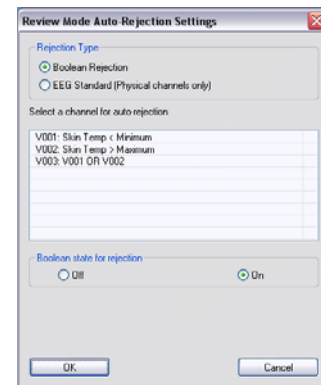 Review Mode Auto-Rejection Settings
Rejection Type
Boolean Rejection
EEG Standard (Physical channels only)
Select a channel for auto-rejection
V001: Skin Temp < Minimum
V002: Skin Temp > Maximum
V003: V001 OR V002
Boolean state for rejection
Off On
OK Cancel